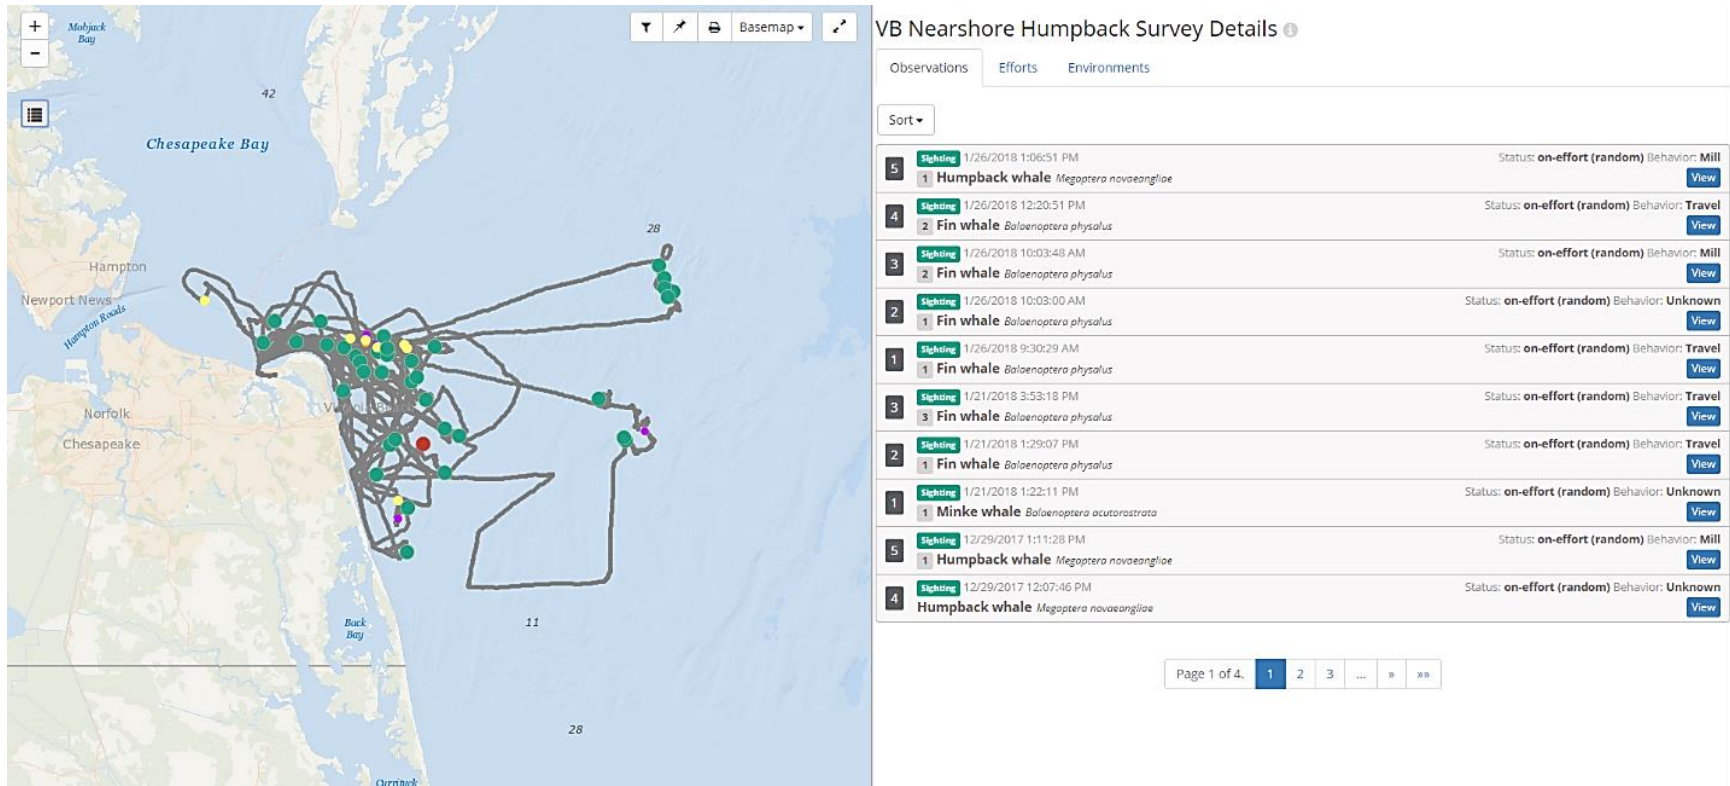 +
−
Mobjack
Bay
Basemap
42
Chesapeake Bay
28
Hampton
Newport News
Hampton Roads
Norfolk
Chesapeake
11
Back
Bay
28
VB Nearshore Humpback Survey Details
Observations Efforts Environments
Sort
5 Sighting 1/26/2018 1:06:51 PM Status: on-effort (random) Behavior: Mill
1 Humpback whale Megaptera novaeangliae View
4 Sighting 1/26/2018 12:20:51 PM Status: on-effort (random) Behavior: Travel
2 Fin whale Balaenoptera physalus View
3 Sighting 1/26/2018 10:03:48 AM Status: on-effort (random) Behavior: Mill
2 Fin whale Balaenoptera physalus View
2 Sighting 1/26/2018 10:03:00 AM Status: on-effort (random) Behavior: Unknown
1 Fin whale Balaenoptera physalus View
1 Sighting 1/26/2018 9:30:29 AM Status: on-effort (random) Behavior: Travel
1 Fin whale Balaenoptera physalus View
3 Sighting 1/21/2018 3:53:18 PM Status: on-effort (random) Behavior: Travel
3 Fin whale Balaenoptera physalus View
2 Sighting 1/21/2018 1:29:07 PM Status: on-effort (random) Behavior: Travel
1 Fin whale Balaenoptera physalus View
1 Sighting 1/21/2018 1:22:11 PM Status: on-effort (random) Behavior: Unknown
1 Minke whale Balaenoptera acutorostrata View
5 Sighting 12/29/2017 1:11:28 PM Status: on-effort (random) Behavior: Mill
1 Humpback whale Megaptera novaeangliae View
4 Sighting 12/29/2017 12:07:46 PM Status: on-effort (random) Behavior: Unknown
Humpback whale Megaptera novaeangliae View
Page 1 of 4. 1 2 3 ... » »»